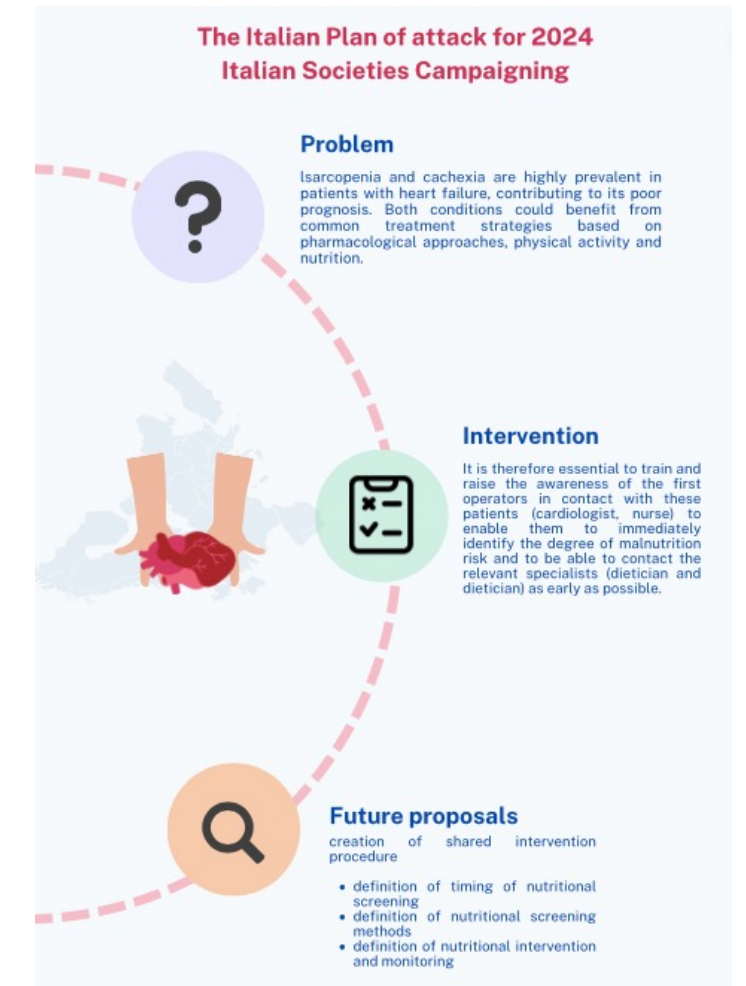 The Italian Plan of attack for 2024
Italian Societies Campaigning
Problem
lsarcopenia and cachexia are highly prevalent in
patients with heart failure, contributing to its poor
prognosis. Both conditions could benefit from
common treatment strategies based on
pharmacological approaches, physical activity and
nutrition.
Intervention
It is therefore essential to train and
raise the awareness of the first
operators in contact with these
patients (cardiologist, nurse) to
enable them to immediately
identify the degree of malnutrition
risk and to be able to contact the
relevant specialists (dietician and
dietician) as early as possible.
Future proposals
creation of shared intervention
procedure
• definition of timing of nutritional
screening
• definition of nutritional screening
methods
• definition of nutritional intervention
and monitoring